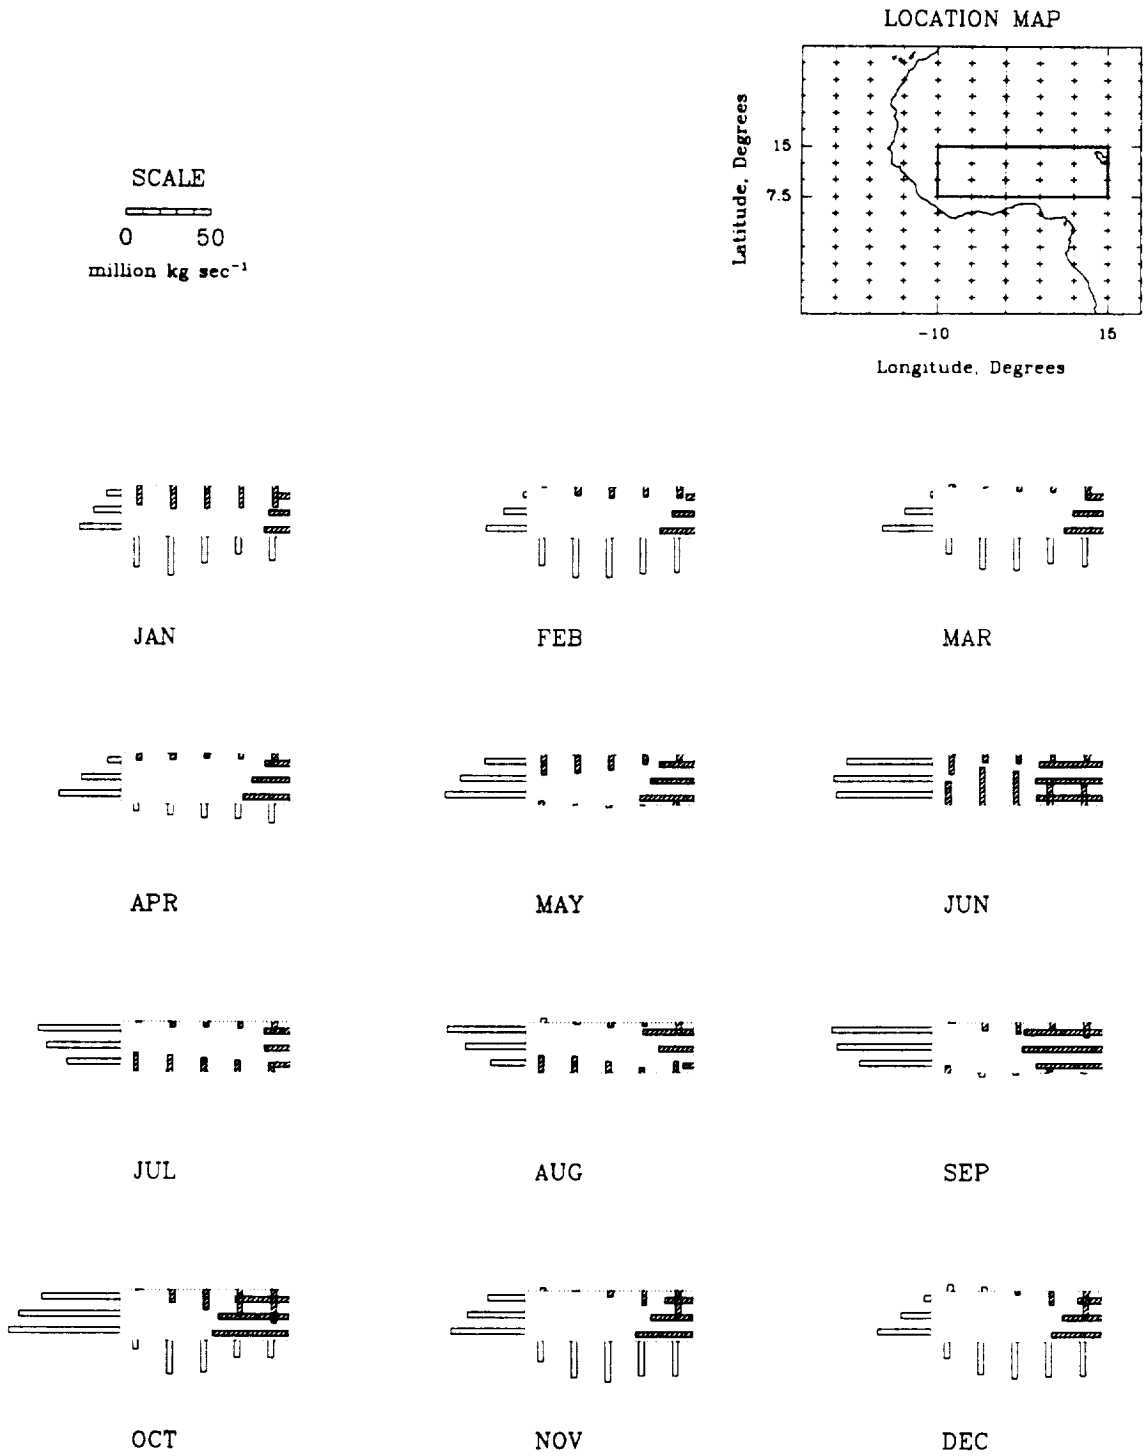 LOCATION MAP
SCALE
0 50
million kg sec⁻¹
Latitude, Degrees
15
7.5
-10 15
Longitude, Degrees
JAN FEB MAR
APR MAY JUN
JUL AUG SEP
OCT NOV DEC